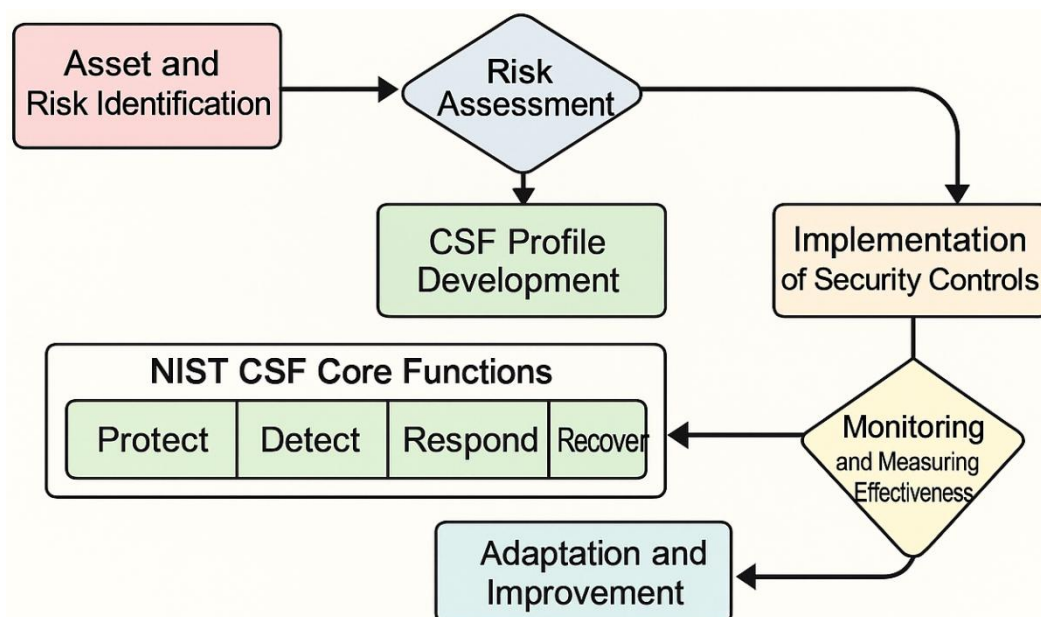 Asset and
Risk Identification
Risk
Assessment
CSF Profile
Development
Implementation
of Security Controls
NIST CSF Core Functions
Protect
Detect
Respond
Recover
Monitoring
and Measuring
Effectiveness
Adaptation and
Improvement